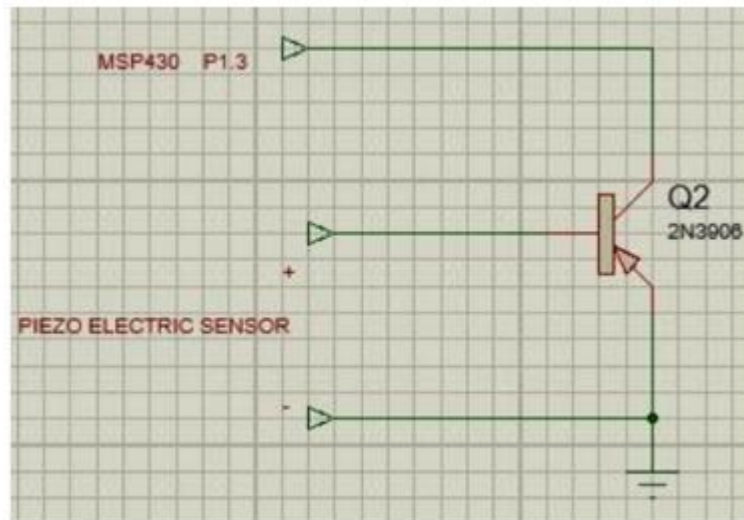 MSP430 P1.3
Q2
2N3906
+
PIEZO ELECTRIC SENSOR
-